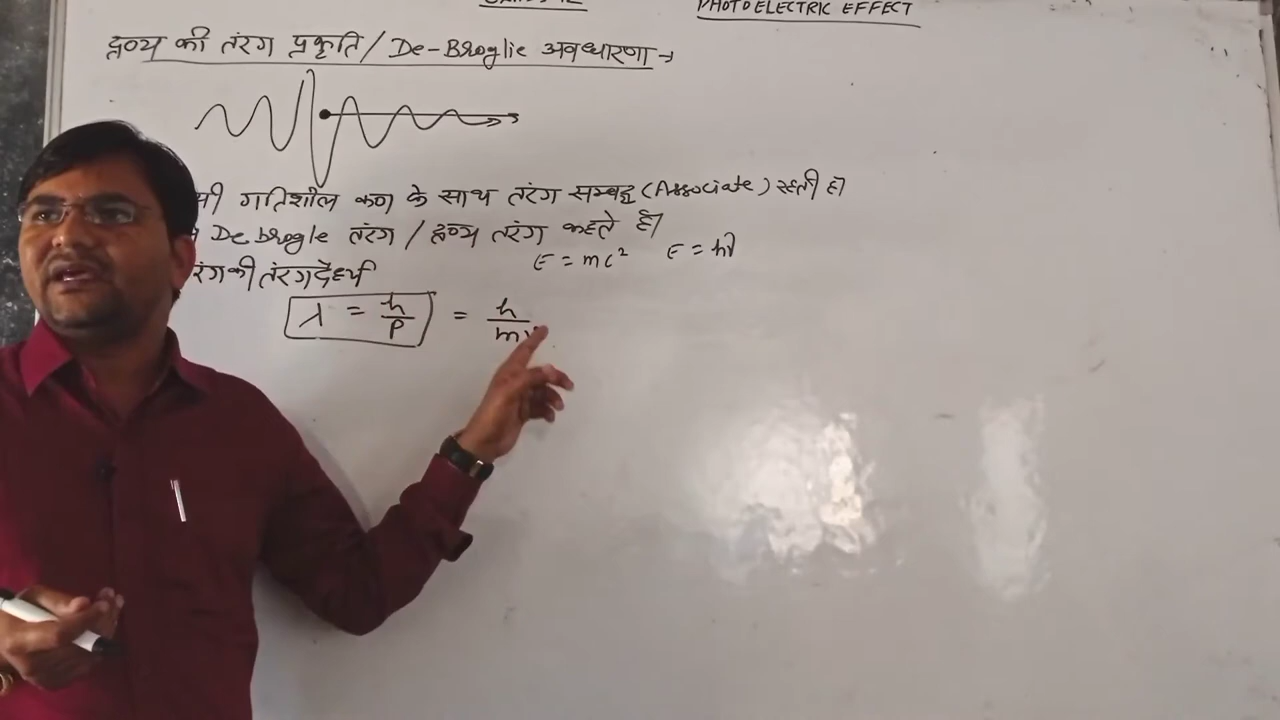 PHOTOELECTRIC EFFECT
द्रव्य की तरंग प्रकृति / De-Broglie अवधारणा →
गतिशील कण के साथ तरंग सम्बद्ध (Associate) रहती है
De brogle तरंग / द्रव्य तरंग कहते हैं
E = mc² E = hν
की तरंगदैर्ध्य
λ = h/P = h/mv